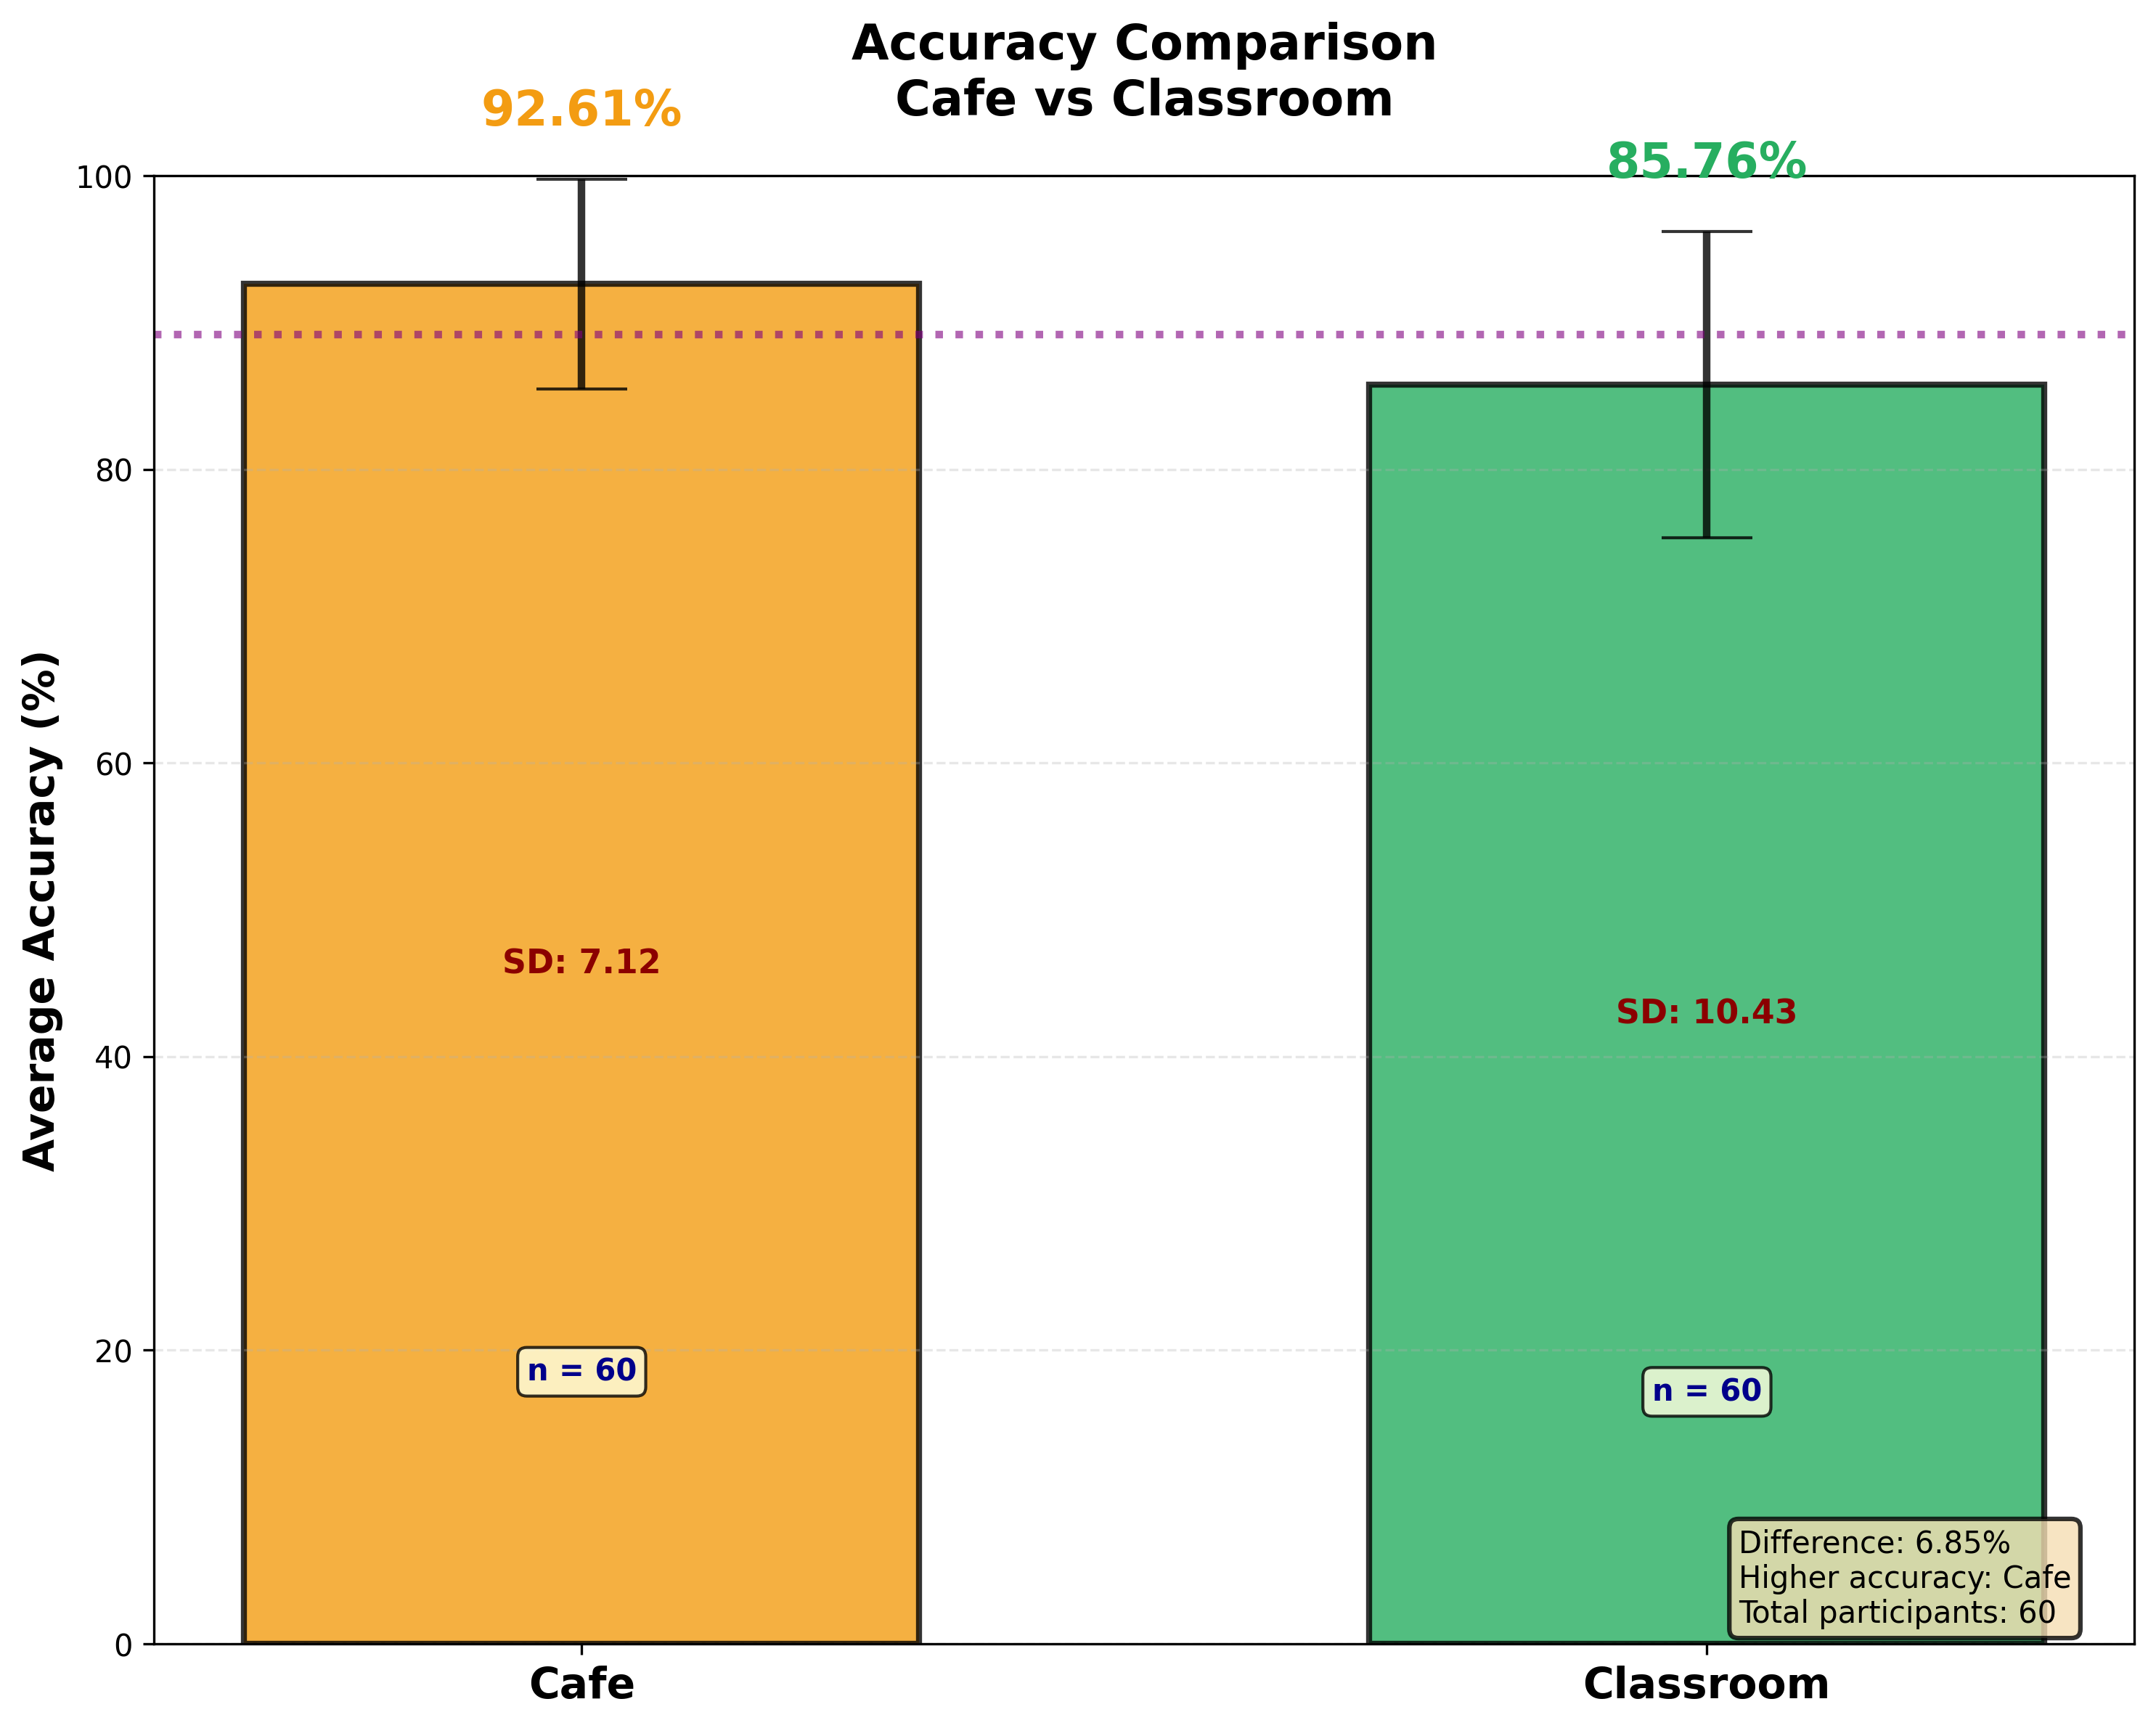 Accuracy Comparison
Cafe vs Classroom
92.61%
85.76%
Average Accuracy (%)
100
80
60
40
20
0
SD: 7.12
SD: 10.43
n = 60
n = 60
Difference: 6.85%
Higher accuracy: Cafe
Total participants: 60
Cafe
Classroom